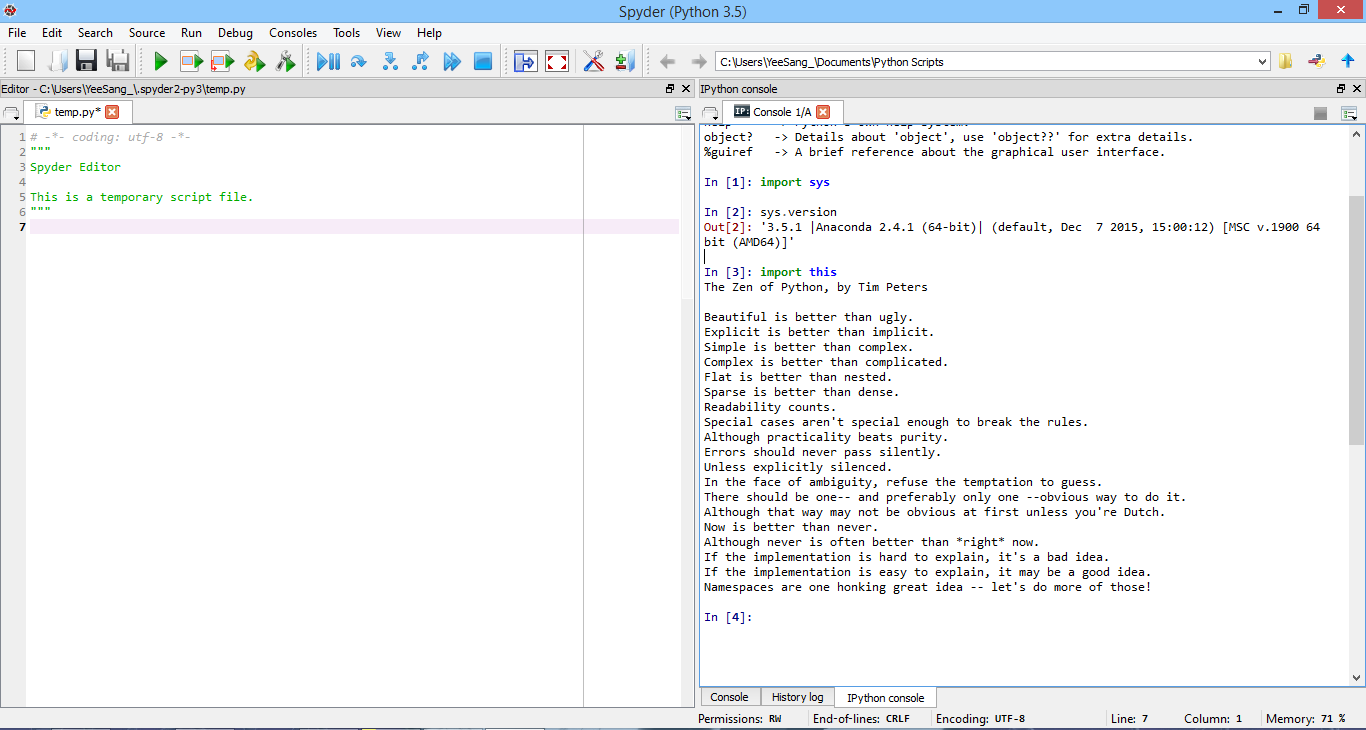 Spyder (Python 3.5)
File Edit Search Source Run Debug Consoles Tools View Help
C:\Users\YeeSang_\Documents\Python Scripts
Editor - C:\Users\YeeSang_\.spyder2-py3\temp.py
temp.py*
1 # -*- coding: utf-8 -*-
2 """
3 Spyder Editor
4
5 This is a temporary script file.
6 """
7
IPython console
IP: Console 1/A
object? -> Details about 'object', use 'object??' for extra details.
%guiref -> A brief reference about the graphical user interface.
In [1]: import sys
In [2]: sys.version
Out[2]: '3.5.1 |Anaconda 2.4.1 (64-bit)| (default, Dec  7 2015, 15:00:12) [MSC v.1900 64
bit (AMD64)]'
In [3]: import this
The Zen of Python, by Tim Peters
Beautiful is better than ugly.
Explicit is better than implicit.
Simple is better than complex.
Complex is better than complicated.
Flat is better than nested.
Sparse is better than dense.
Readability counts.
Special cases aren't special enough to break the rules.
Although practicality beats purity.
Errors should never pass silently.
Unless explicitly silenced.
In the face of ambiguity, refuse the temptation to guess.
There should be one-- and preferably only one --obvious way to do it.
Although that way may not be obvious at first unless you're Dutch.
Now is better than never.
Although never is often better than *right* now.
If the implementation is hard to explain, it's a bad idea.
If the implementation is easy to explain, it may be a good idea.
Namespaces are one honking great idea -- let's do more of those!
In [4]:
Console History log IPython console
Permissions: RW End-of-lines: CRLF Encoding: UTF-8 Line: 7 Column: 1 Memory: 71 %